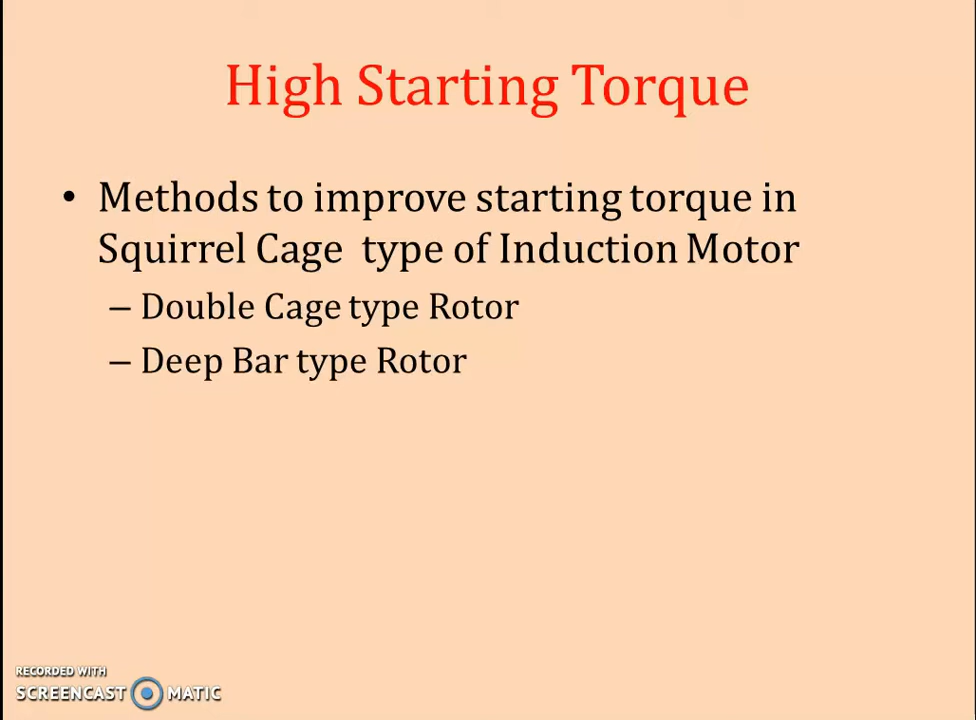 High Starting Torque
• Methods to improve starting torque in
Squirrel Cage type of Induction Motor
– Double Cage type Rotor
– Deep Bar type Rotor
RECORDED WITH
SCREENCAST MATIC